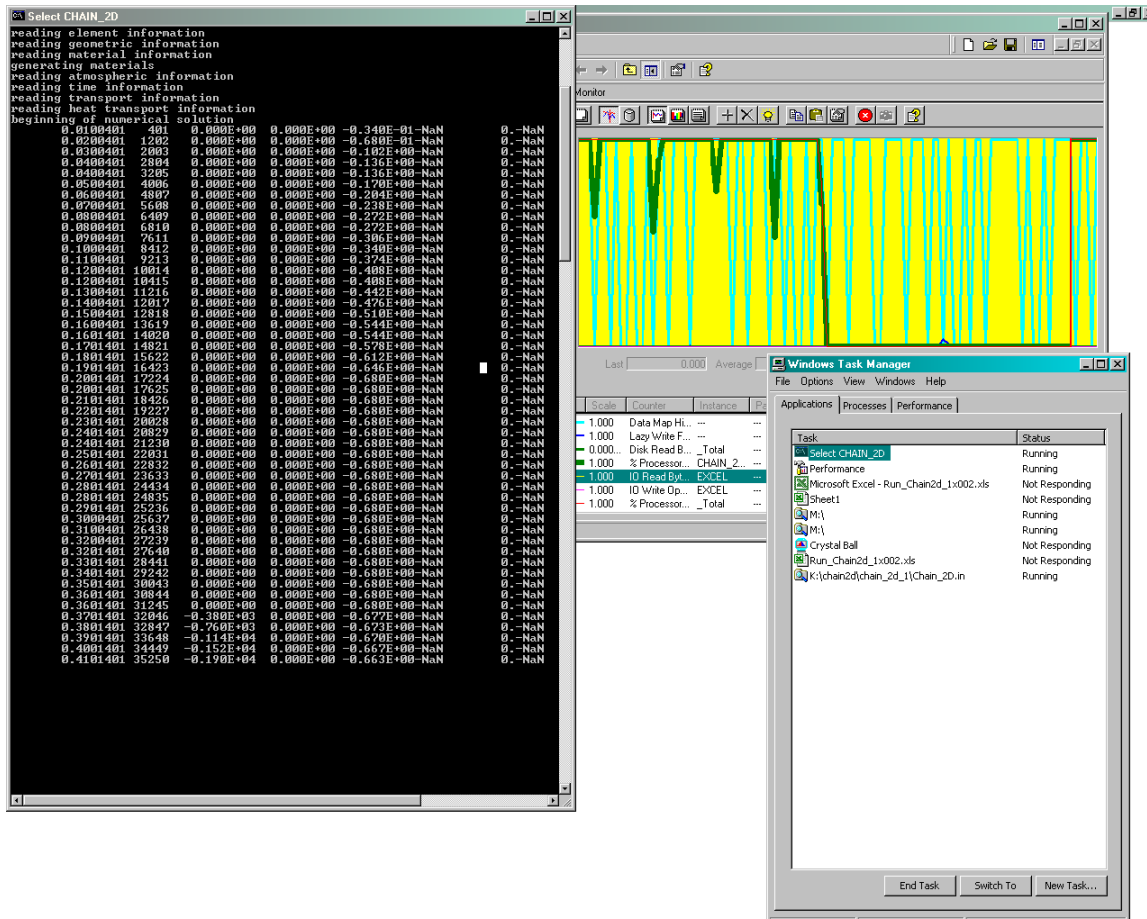 Select CHAIN_2D
reading element information
reading geometric information
reading material information
generating materials
reading atmospheric information
reading time information
reading transport information
reading heat transport information
beginning of numerical solution
0.0100401 401 0.000E+00 0.000E+00 -0.340E-01-NaN 0.-NaN
0.0200401 1202 0.000E+00 0.000E+00 -0.680E-01-NaN 0.-NaN
0.0300401 2003 0.000E+00 0.000E+00 -0.102E+00-NaN 0.-NaN
0.0400401 2804 0.000E+00 0.000E+00 -0.136E+00-NaN 0.-NaN
0.0400401 3205 0.000E+00 0.000E+00 -0.136E+00-NaN 0.-NaN
0.0500401 4006 0.000E+00 0.000E+00 -0.170E+00-NaN 0.-NaN
0.0600401 4807 0.000E+00 0.000E+00 -0.204E+00-NaN 0.-NaN
0.0700401 5608 0.000E+00 0.000E+00 -0.238E+00-NaN 0.-NaN
0.0800401 6409 0.000E+00 0.000E+00 -0.272E+00-NaN 0.-NaN
0.0800401 6810 0.000E+00 0.000E+00 -0.272E+00-NaN 0.-NaN
0.0900401 7611 0.000E+00 0.000E+00 -0.306E+00-NaN 0.-NaN
0.1000401 8412 0.000E+00 0.000E+00 -0.340E+00-NaN 0.-NaN
0.1100401 9213 0.000E+00 0.000E+00 -0.374E+00-NaN 0.-NaN
0.1200401 10014 0.000E+00 0.000E+00 -0.408E+00-NaN 0.-NaN
0.1200401 10415 0.000E+00 0.000E+00 -0.408E+00-NaN 0.-NaN
0.1300401 11216 0.000E+00 0.000E+00 -0.442E+00-NaN 0.-NaN
0.1400401 12017 0.000E+00 0.000E+00 -0.476E+00-NaN 0.-NaN
0.1500401 12818 0.000E+00 0.000E+00 -0.510E+00-NaN 0.-NaN
0.1600401 13619 0.000E+00 0.000E+00 -0.544E+00-NaN 0.-NaN
0.1601401 14020 0.000E+00 0.000E+00 -0.544E+00-NaN 0.-NaN
0.1701401 14821 0.000E+00 0.000E+00 -0.578E+00-NaN 0.-NaN
0.1801401 15622 0.000E+00 0.000E+00 -0.612E+00-NaN 0.-NaN
0.1901401 16423 0.000E+00 0.000E+00 -0.646E+00-NaN 0.-NaN
0.2001401 17224 0.000E+00 0.000E+00 -0.680E+00-NaN 0.-NaN
0.2001401 17625 0.000E+00 0.000E+00 -0.680E+00-NaN 0.-NaN
0.2101401 18426 0.000E+00 0.000E+00 -0.680E+00-NaN 0.-NaN
0.2201401 19227 0.000E+00 0.000E+00 -0.680E+00-NaN 0.-NaN
0.2301401 20028 0.000E+00 0.000E+00 -0.680E+00-NaN 0.-NaN
0.2401401 20829 0.000E+00 0.000E+00 -0.680E+00-NaN 0.-NaN
0.2401401 21230 0.000E+00 0.000E+00 -0.680E+00-NaN 0.-NaN
0.2501401 22031 0.000E+00 0.000E+00 -0.680E+00-NaN 0.-NaN
0.2601401 22832 0.000E+00 0.000E+00 -0.680E+00-NaN 0.-NaN
0.2701401 23633 0.000E+00 0.000E+00 -0.680E+00-NaN 0.-NaN
0.2801401 24434 0.000E+00 0.000E+00 -0.680E+00-NaN 0.-NaN
0.2801401 24835 0.000E+00 0.000E+00 -0.680E+00-NaN 0.-NaN
0.2901401 25236 0.000E+00 0.000E+00 -0.680E+00-NaN 0.-NaN
0.3000401 25637 0.000E+00 0.000E+00 -0.680E+00-NaN 0.-NaN
0.3100401 26438 0.000E+00 0.000E+00 -0.680E+00-NaN 0.-NaN
0.3200401 27239 0.000E+00 0.000E+00 -0.680E+00-NaN 0.-NaN
0.3201401 27640 0.000E+00 0.000E+00 -0.680E+00-NaN 0.-NaN
0.3301401 28441 0.000E+00 0.000E+00 -0.680E+00-NaN 0.-NaN
0.3401401 29242 0.000E+00 0.000E+00 -0.680E+00-NaN 0.-NaN
0.3501401 30043 0.000E+00 0.000E+00 -0.680E+00-NaN 0.-NaN
0.3601401 30844 0.000E+00 0.000E+00 -0.680E+00-NaN 0.-NaN
0.3601401 31245 0.000E+00 0.000E+00 -0.680E+00-NaN 0.-NaN
0.3701401 32046 -0.380E+03 0.000E+00 -0.677E+00-NaN 0.-NaN
0.3801401 32847 -0.760E+03 0.000E+00 -0.673E+00-NaN 0.-NaN
0.3901401 33648 -0.114E+04 0.000E+00 -0.670E+00-NaN 0.-NaN
0.4001401 34449 -0.152E+04 0.000E+00 -0.667E+00-NaN 0.-NaN
0.4101401 35250 -0.190E+04 0.000E+00 -0.663E+00-NaN 0.-NaN
Monitor
Last 0.000 Average
Scale Counter Instance Pa
1.000 Data Map Hi... --- ---
1.000 Lazy Write F... --- ---
0.000... Disk Read B... _Total ---
1.000 % Processor... CHAIN_2... ---
1.000 IO Read Byt... EXCEL ---
1.000 IO Write Op... EXCEL ---
1.000 % Processor... _Total ---
Windows Task Manager
File Options View Windows Help
Applications Processes Performance
Task Status
Select CHAIN_2D Running
Performance Running
Microsoft Excel - Run_Chain2d_1x002.xls Not Responding
Sheet1 Not Responding
M:\ Running
M:\ Running
Crystal Ball Not Responding
Run_Chain2d_1x002.xls Not Responding
K:\chain2d\chain_2d_1\Chain_2D.in Running
End Task Switch To New Task...